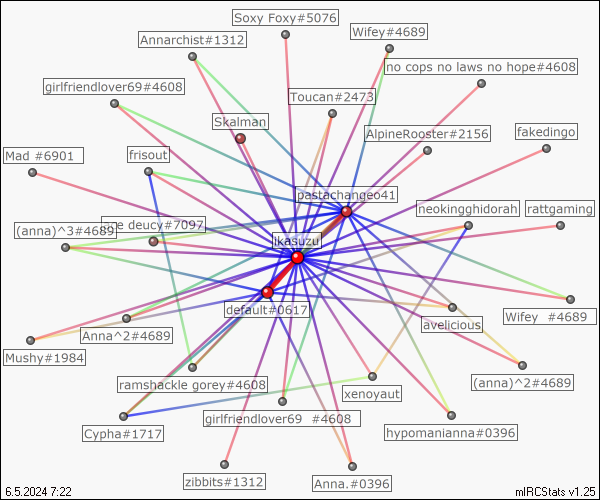 Soxy Foxy#5076
Wifey#4689
Annarchist#1312
no cops no laws no hope#4608
girlfriendlover69#4608
Toucan#2473
Skalman
AlpineRooster#2156
fakedingo
Mad #6901
frisout
pastachangeo41
neokingghidorah
rattgaming
deucy#7097
(anna)^3#4689
ikasuzu
default#0617
Wifey #4689
avelicious
Anna^2#4689
Mushy#1984
ramshackle gorey#4608
(anna)^2#4689
xenoyaut
girlfriendlover69 #4608
Cypha#1717
hypomanianna#0396
zibbits#1312
Anna.#0396
6.5.2024 7:22
mIRCStats v1.25